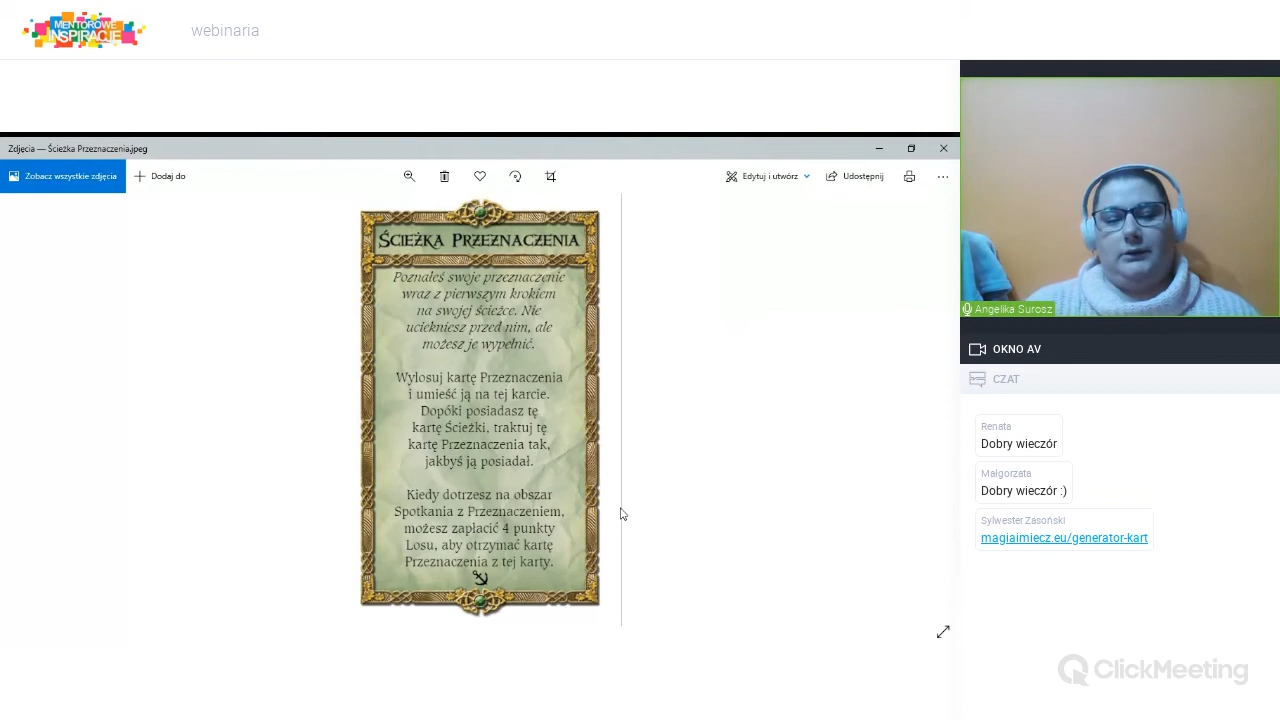 MENTOROWE
INSPIRACJE
webinaria
Zdjęcia — Ścieżka Przeznaczenia.jpeg
Zobacz wszystkie zdjęcia
Dodaj do
Edytuj i utwórz
Udostępnij
Ścieżka Przeznaczenia
Poznałeś swoje przeznaczenie
wraz z pierwszym krokiem
na swojej ścieżce. Nie
uciekniesz przed nim, ale
możesz je wypełnić.
Wylosuj kartę Przeznaczenia
i umieść ją na tej karcie.
Dopóki posiadasz tę
kartę Ścieżki, traktuj tę
kartę Przeznaczenia tak,
jakbyś ją posiadał.
Kiedy dotrzesz na obszar
Spotkania z Przeznaczeniem,
możesz zapłacić 4 punkty
Losu, aby otrzymać kartę
Przeznaczenia z tej karty.
Angelika Surosz
OKNO AV
CZAT
Renata
Dobry wieczór
Małgorzata
Dobry wieczór :)
Sylwester Zasoński
magiaimiecz.eu/generator-kart
ClickMeeting